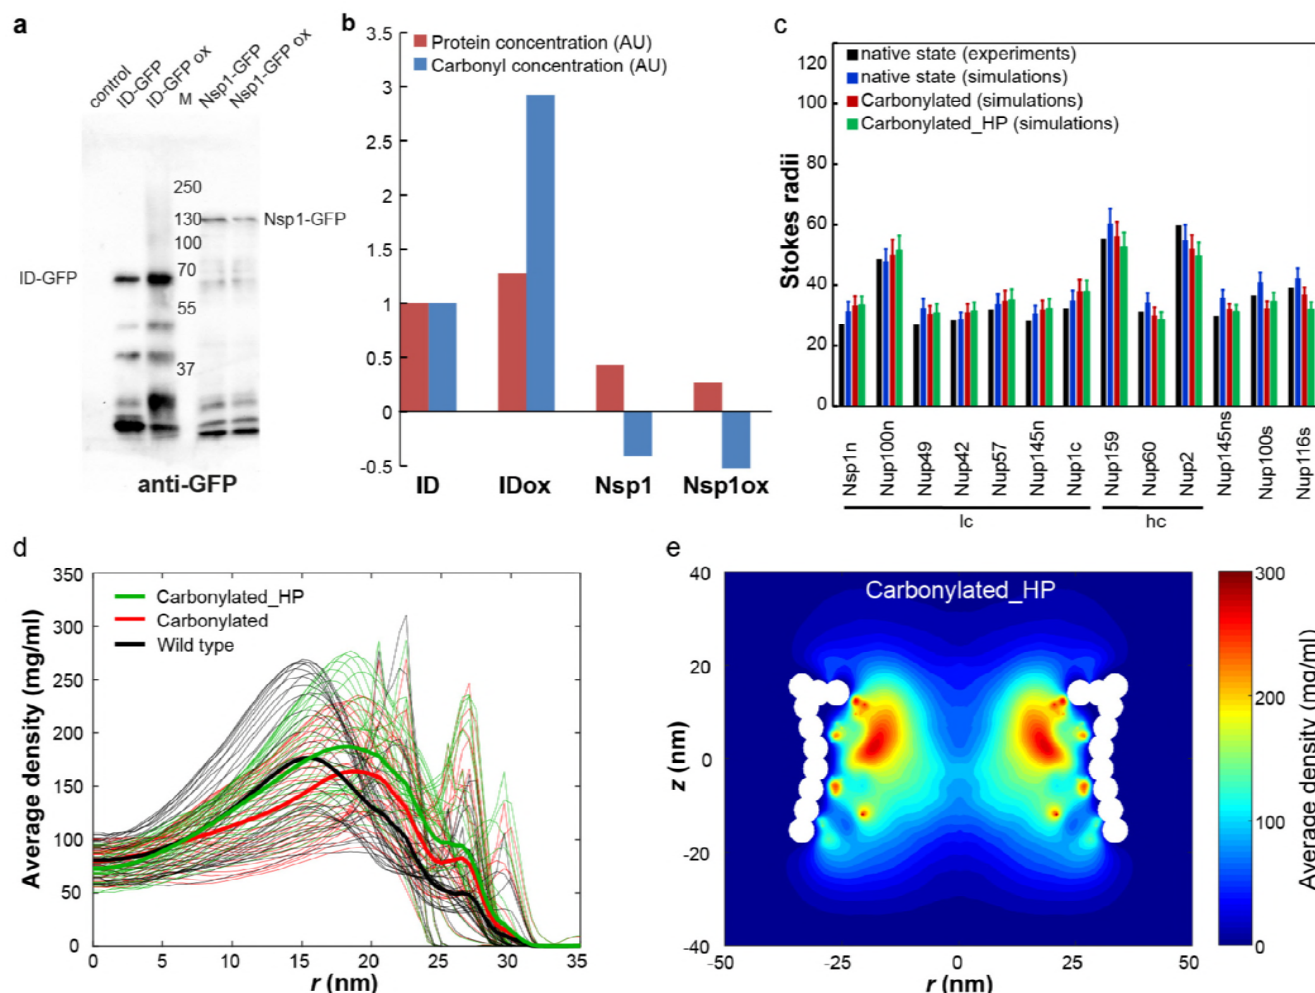 a
control
ID-GFP
ID-GFP ox
M
Nsp1-GFP
Nsp1-GFP ox
250
130
100
70
55
37
Nsp1-GFP
ID-GFP
anti-GFP
b
Protein concentration (AU)
Carbonyl concentration (AU)
3.5
3
2.5
2
1.5
1
0.5
0
-0.5
ID
IDox
Nsp1
Nsp1ox
c
native state (experiments)
native state (simulations)
Carbonylated (simulations)
Carbonylated_HP (simulations)
Stokes radii
120
100
80
60
40
20
0
Nsp1n
Nup100n
Nup49
Nup42
Nup57
Nup145n
Nup1c
Nup159
Nup60
Nup2
Nup145ns
Nup100s
Nup116s
lc
hc
d
Carbonylated_HP
Carbonylated
Wild type
Average density (mg/ml)
350
300
250
200
150
100
50
0
0 5 10 15 20 25 30 35
r (nm)
e
Carbonylated_HP
z (nm)
40
20
0
-20
-40
-50 -25 0 25 50
r (nm)
300
200
100
0
Average density (mg/ml)